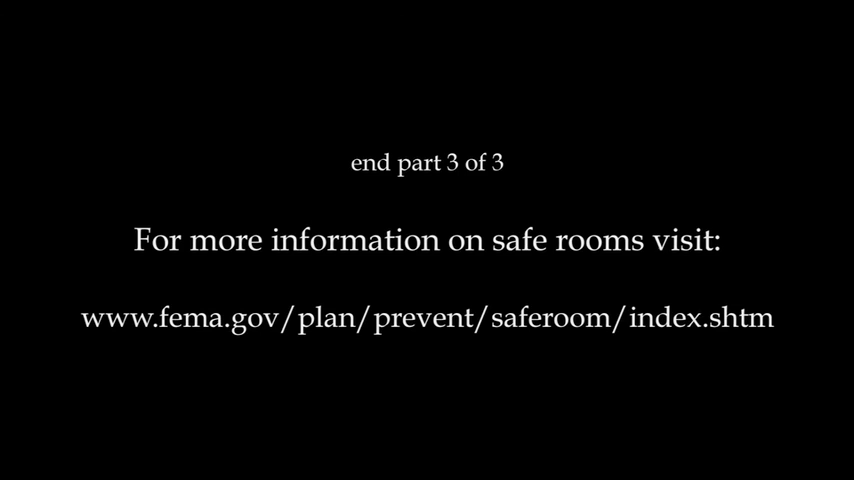 end part 3 of 3
For more information on safe rooms visit:
www.fema.gov/plan/prevent/saferoom/index.shtm